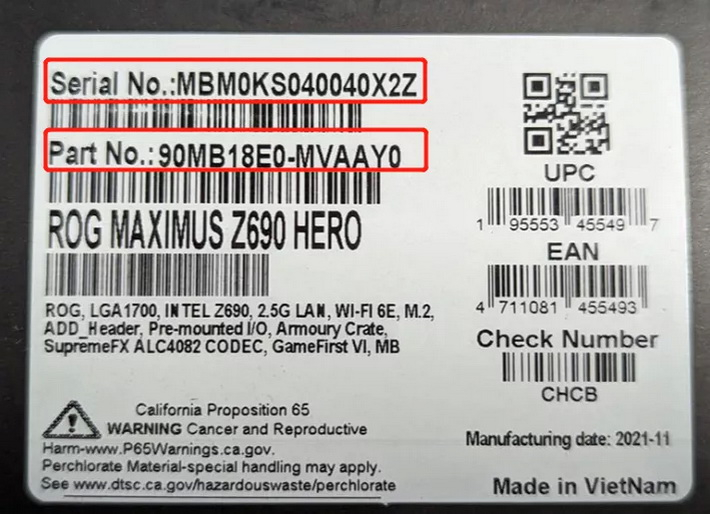 Serial No.:MBM0KS040040X2Z
Part No.:90MB18E0-MVAAY0
ROG MAXIMUS Z690 HERO
ROG, LGA1700, INTEL Z690, 2.5G LAN, WI-FI 6E, M.2,
ADD_Header, Pre-mounted I/O, Armoury Crate,
SupremeFX ALC4082 CODEC, GameFirst VI, MB
California Proposition 65
WARNING Cancer and Reproductive
Harm-www.P65Warnings.ca.gov.
Perchlorate Material-special handling may apply.
See www.dtsc.ca.gov/hazardouswaste/perchlorate
UPC
1 95553 45549 7
EAN
4 711081 455493
Check Number
CHCB
Manufacturing date: 2021-11
Made in VietNam